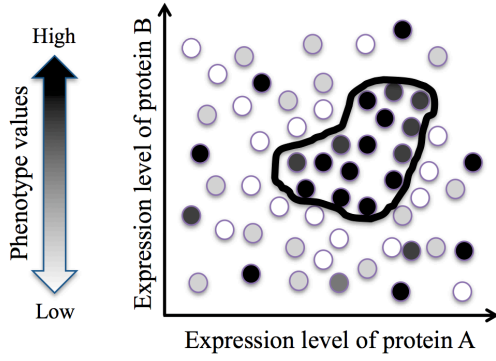 High
Phenotype values
Low
Expression level of protein B
Expression level of protein A